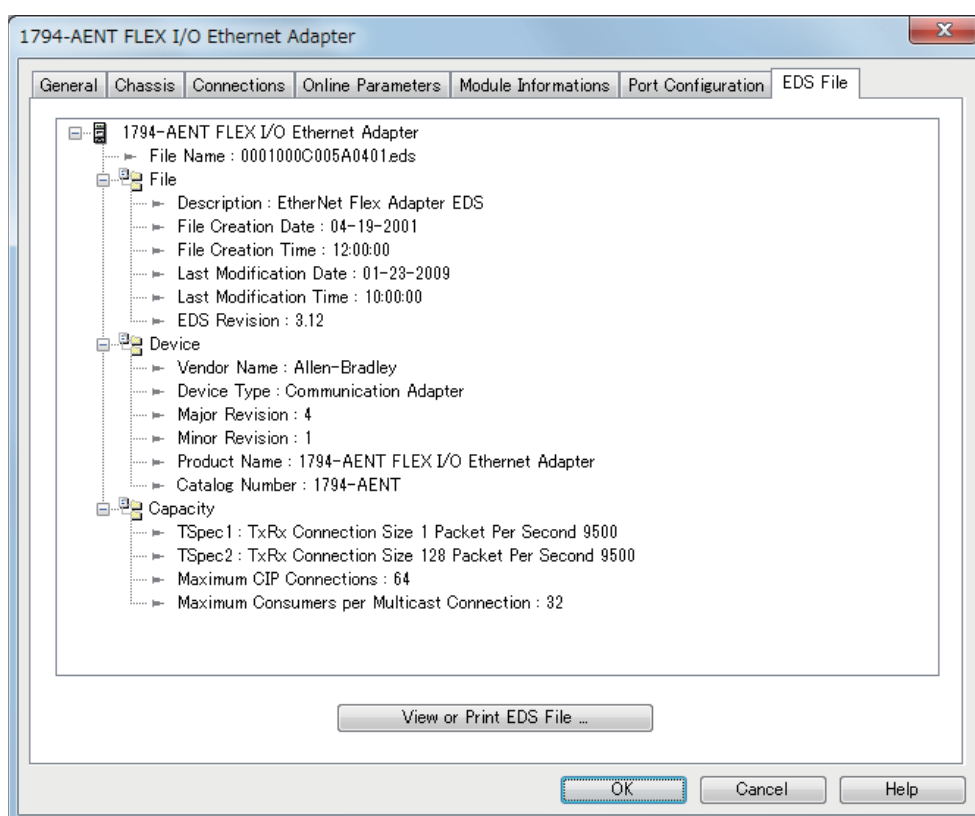 1794-AENT FLEX I/O Ethernet Adapter
General Chassis Connections Online Parameters Module Informations Port Configuration EDS File
1794-AENT FLEX I/O Ethernet Adapter
File Name : 0001000C005A0401.eds
File
Description : EtherNet Flex Adapter EDS
File Creation Date : 04-19-2001
File Creation Time : 12:00:00
Last Modification Date : 01-23-2009
Last Modification Time : 10:00:00
EDS Revision : 3.12
Device
Vendor Name : Allen-Bradley
Device Type : Communication Adapter
Major Revision : 4
Minor Revision : 1
Product Name : 1794-AENT FLEX I/O Ethernet Adapter
Catalog Number : 1794-AENT
Capacity
TSpec1 : TxRx Connection Size 1 Packet Per Second 9500
TSpec2 : TxRx Connection Size 128 Packet Per Second 9500
Maximum CIP Connections : 64
Maximum Consumers per Multicast Connection : 32
View or Print EDS File ...
OK Cancel Help